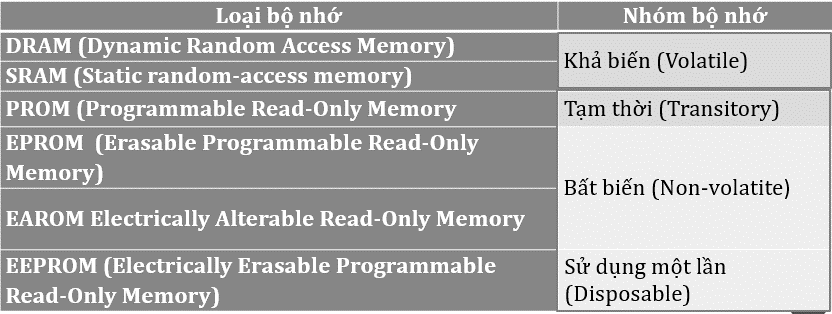 Loại bộ nhớ
Nhóm bộ nhớ
DRAM (Dynamic Random Access Memory)
SRAM (Static random-access memory)
Khả biến (Volatile)
PROM (Programmable Read-Only Memory
Tạm thời (Transitory)
EPROM (Erasable Programmable Read-Only
Memory)
EAROM Electrically Alterable Read-Only Memory
Bất biến (Non-volatite)
EEPROM (Electrically Erasable Programmable
Read-Only Memory)
Sử dụng một lần
(Disposable)